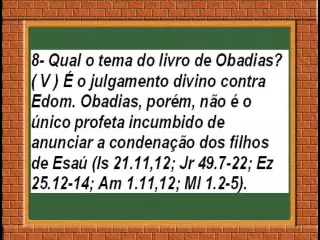 8- Qual o tema do livro de Obadias?
( V ) É o julgamento divino contra
Edom. Obadias, porém, não é o
único profeta incumbido de
anunciar a condenação dos filhos
de Esaú (Is 21.11,12; Jr 49.7-22; Ez
25.12-14; Am 1.11,12; Ml 1.2-5).